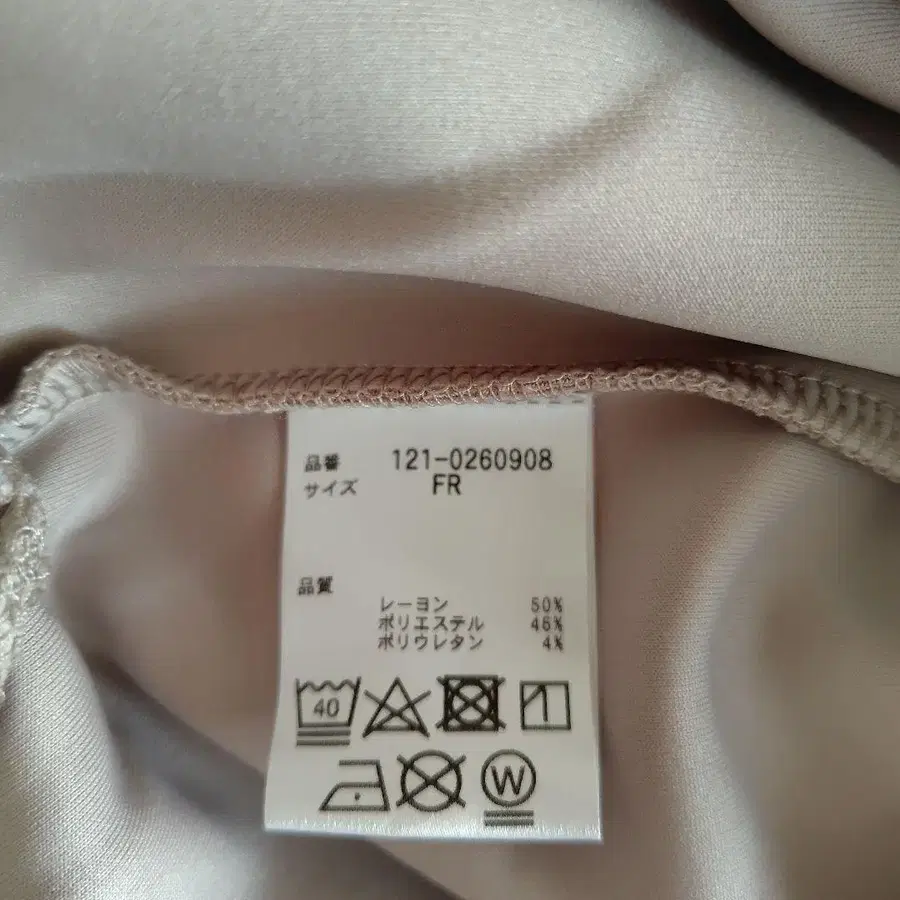 品番 121-0260908
サイズ FR
品質
レーヨン 50%
ポリエステル 46%
ポリウレタン 4%
40
W